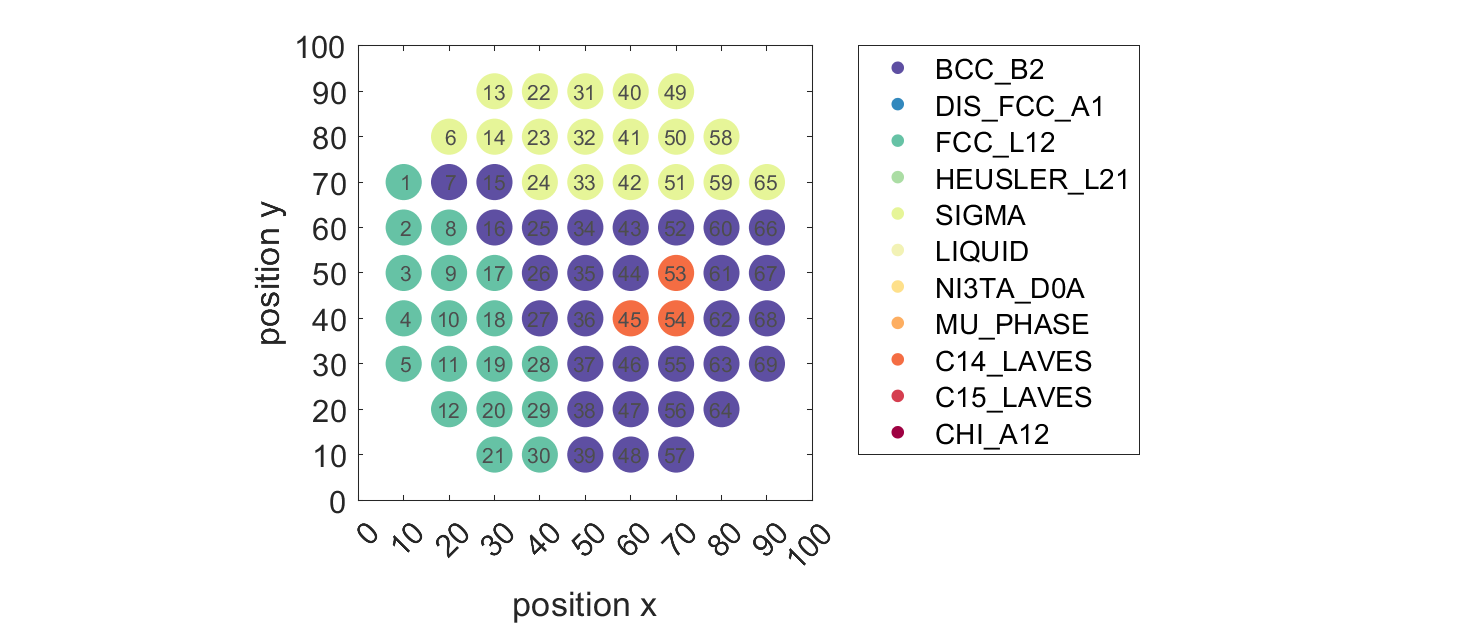 100
90
80
70
60
50
40
30
20
10
0
position y
13 22 31 40 49
6 14 23 32 41 50 58
1 7 15 24 33 42 51 59 65
2 8 16 25 34 43 52 60 66
3 9 17 26 35 44 53 61 67
4 10 18 27 36 45 54 62 68
5 11 19 28 37 46 55 63 69
12 20 29 38 47 56 64
21 30 39 48 57
0 10 20 30 40 50 60 70 80 90 100
position x
BCC_B2
DIS_FCC_A1
FCC_L12
HEUSLER_L21
SIGMA
LIQUID
NI3TA_D0A
MU_PHASE
C14_LAVES
C15_LAVES
CHI_A12